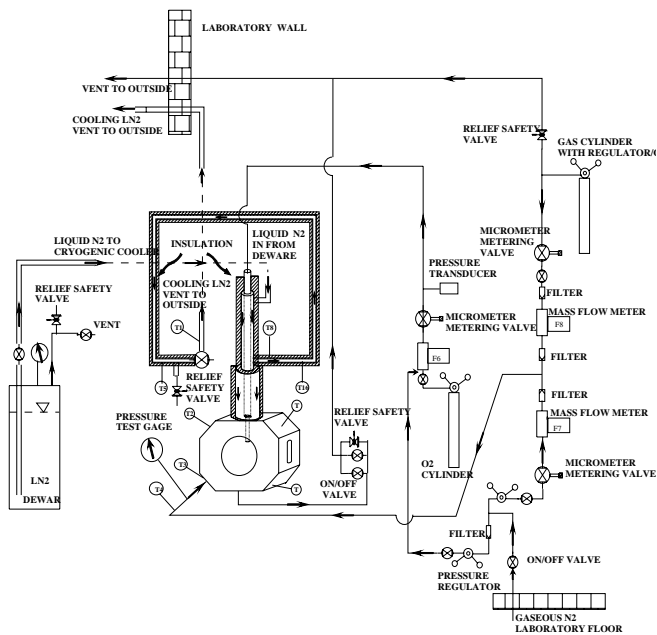 LABORATORY WALL
VENT TO OUTSIDE
COOLING LN2
VENT TO OUTSIDE
RELIEF SAFETY
VALVE
GAS CYLINDER
WITH REGULATOR/
LIQUID N2 TO
CRYOGENIC COOLER
INSULATION
LIQUID N2
IN FROM
DEWARE
COOLING LN2
VENT TO
OUTSIDE
RELIEF SAFETY
VALVE
VENT
T1
T8
PRESSURE
TRANSDUCER
MICROMETER
METERING VALVE
MICROMETER
METERING VALVE
FILTER
MASS FLOW METER
F8
FILTER
F6
T5
RELIEF
SAFETY
VALVE
T16
FILTER
MASS FLOW METER
F7
PRESSURE
TEST GAGE
T2
T
RELIEF SAFETY
VALVE
T3
T4
T
ON/OFF
VALVE
O2
CYLINDER
MICROMETER
METERING VALVE
LN2
DEWAR
FILTER
PRESSURE
REGULATOR
ON/OFF VALVE
GASEOUS N2
LABORATORY FLOOR